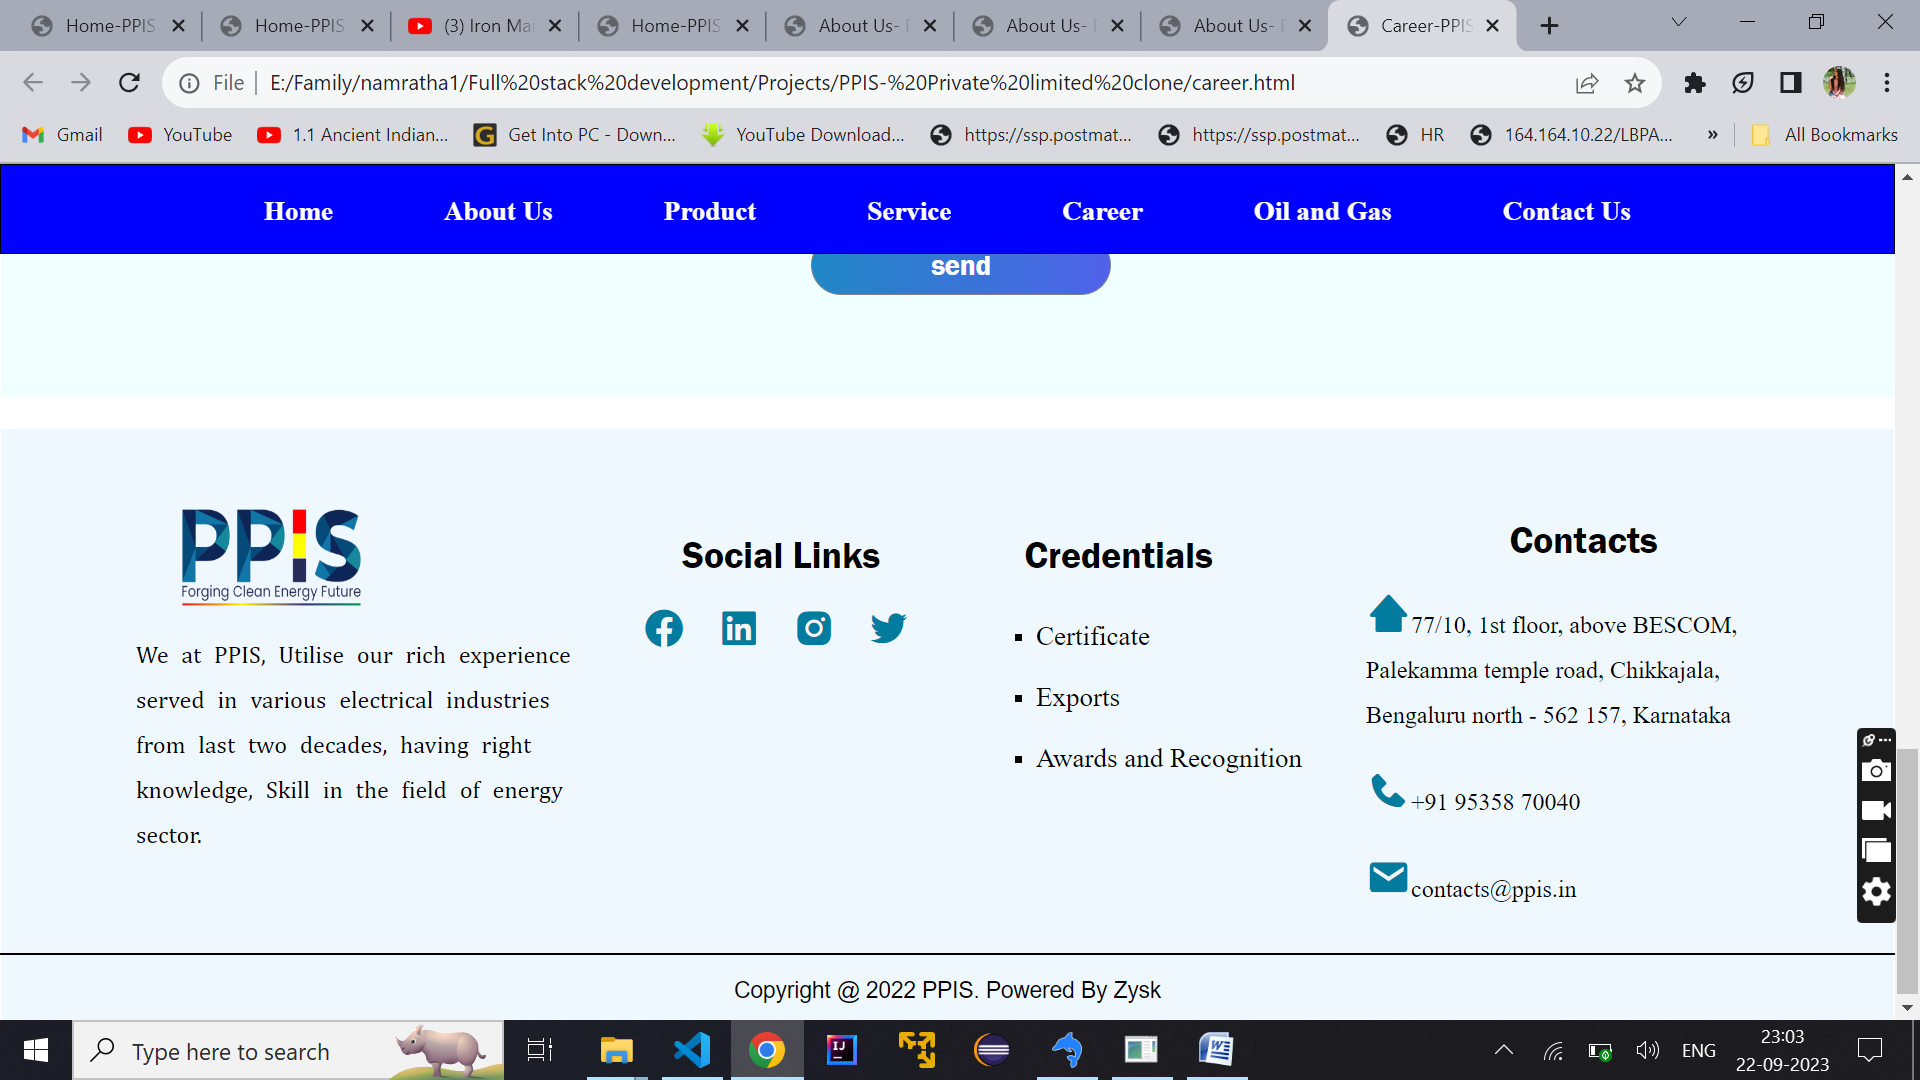 Home-PPIS
Home-PPIS
(3) Iron Ma
Home-PPIS
About Us-
About Us-
About Us-
Career-PPIS
File
E:/Family/namratha1/Full%20stack%20development/Projects/PPIS-%20Private%20limited%20clone/career.html
Gmail
YouTube
1.1 Ancient Indian...
Get Into PC - Down...
YouTube Download...
https://ssp.postmat...
https://ssp.postmat...
HR
164.164.10.22/LBPA...
»
All Bookmarks
Home
About Us
Product
Service
Career
Oil and Gas
Contact Us
send
PPIS
Forging Clean Energy Future
We at PPIS, Utilise our rich experience
served in various electrical industries
from last two decades, having right
knowledge, Skill in the field of energy
sector.
Social Links
Credentials
Certificate
Exports
Awards and Recognition
Contacts
77/10, 1st floor, above BESCOM,
Palekamma temple road, Chikkajala,
Bengaluru north - 562 157, Karnataka
+91 95358 70040
contacts@ppis.in
Copyright @ 2022 PPIS. Powered By Zysk
Type here to search
ENG
23:03
22-09-2023